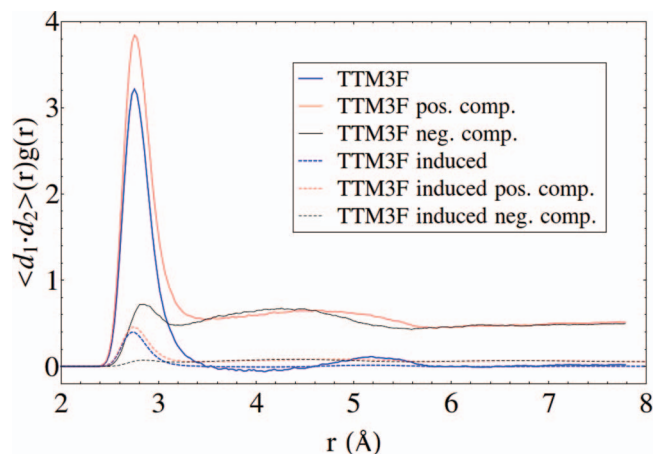 4
3
2
1
0
<d₁·d₂>(r)g(r)
TTM3F
TTM3F pos. comp.
TTM3F neg. comp.
TTM3F induced
TTM3F induced pos. comp.
TTM3F induced neg. comp.
2 3 4 5 6 7 8
r (Å)